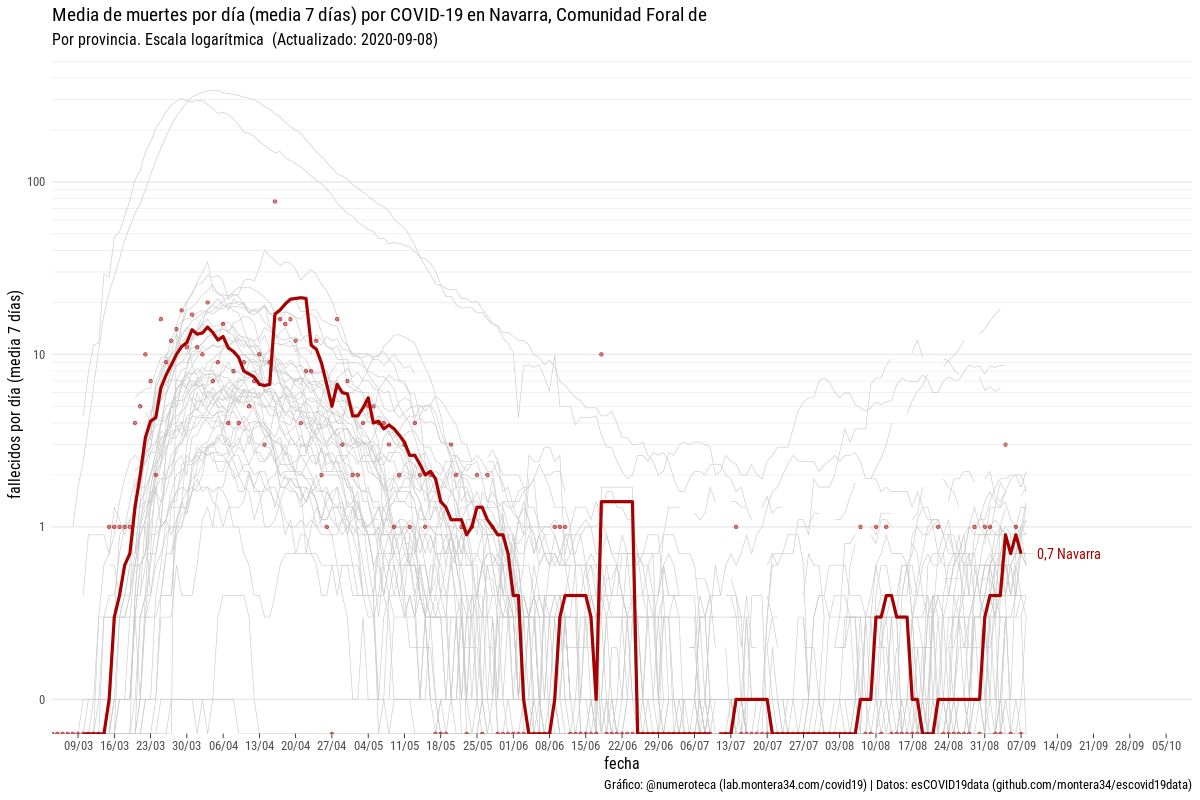 Media de muertes por día (media 7 días) por COVID-19 en Navarra, Comunidad Foral de
Por provincia. Escala logarítmica (Actualizado: 2020-09-08)
fallecidos por día (media 7 días)
100
10
1
0
0,7 Navarra
09/03 16/03 23/03 30/03 06/04 13/04 20/04 27/04 04/05 11/05 18/05 25/05 01/06 08/06 15/06 22/06 29/06 06/07 13/07 20/07 27/07 03/08 10/08 17/08 24/08 31/08 07/09 14/09 21/09 28/09 05/10
fecha
Gráfico: @numeroteca (lab.montera34.com/covid19) | Datos: esCOVID19data (github.com/montera34/escovid19data)